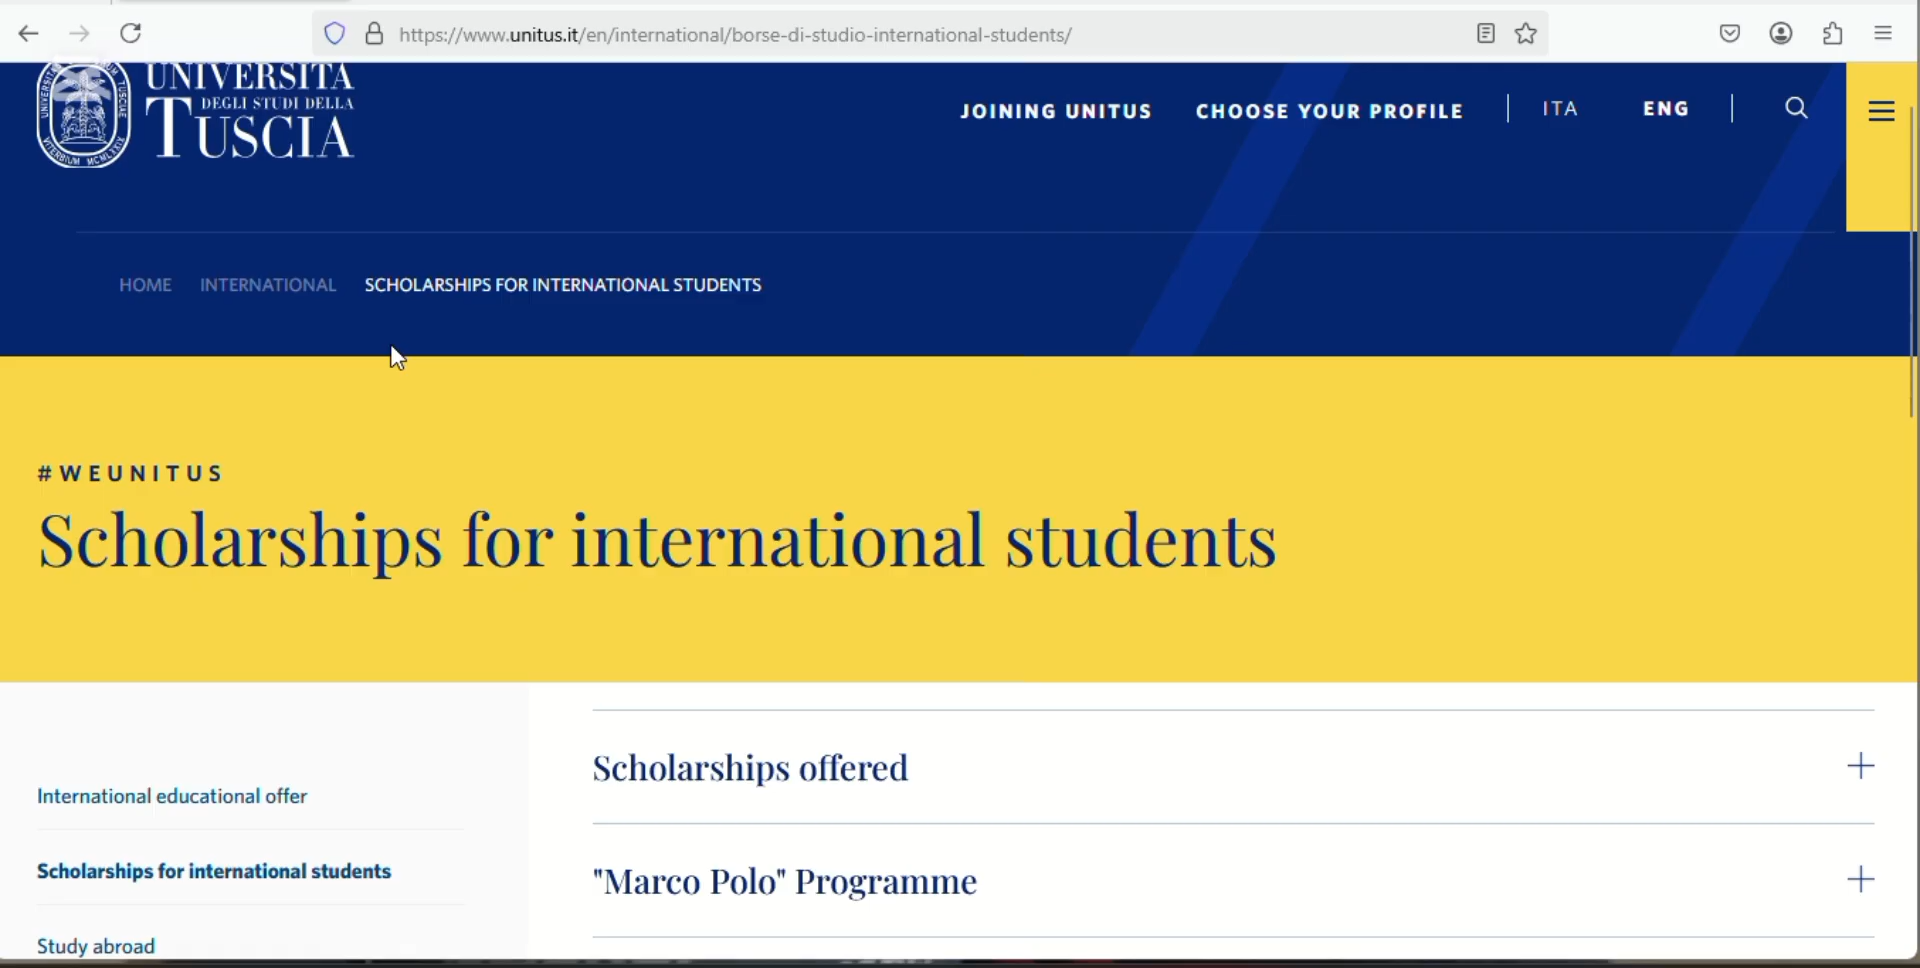 https://www.unitus.it/en/international/borse-di-studio-international-students/
UNIVERSITÀ
DEGLI STUDI DELLA
TUSCIA
JOINING UNITUS
CHOOSE YOUR PROFILE
ITA
ENG
HOME
INTERNATIONAL
SCHOLARSHIPS FOR INTERNATIONAL STUDENTS
#WEUNITUS
Scholarships for international students
International educational offer
Scholarships for international students
Study abroad
Scholarships offered
"Marco Polo" Programme